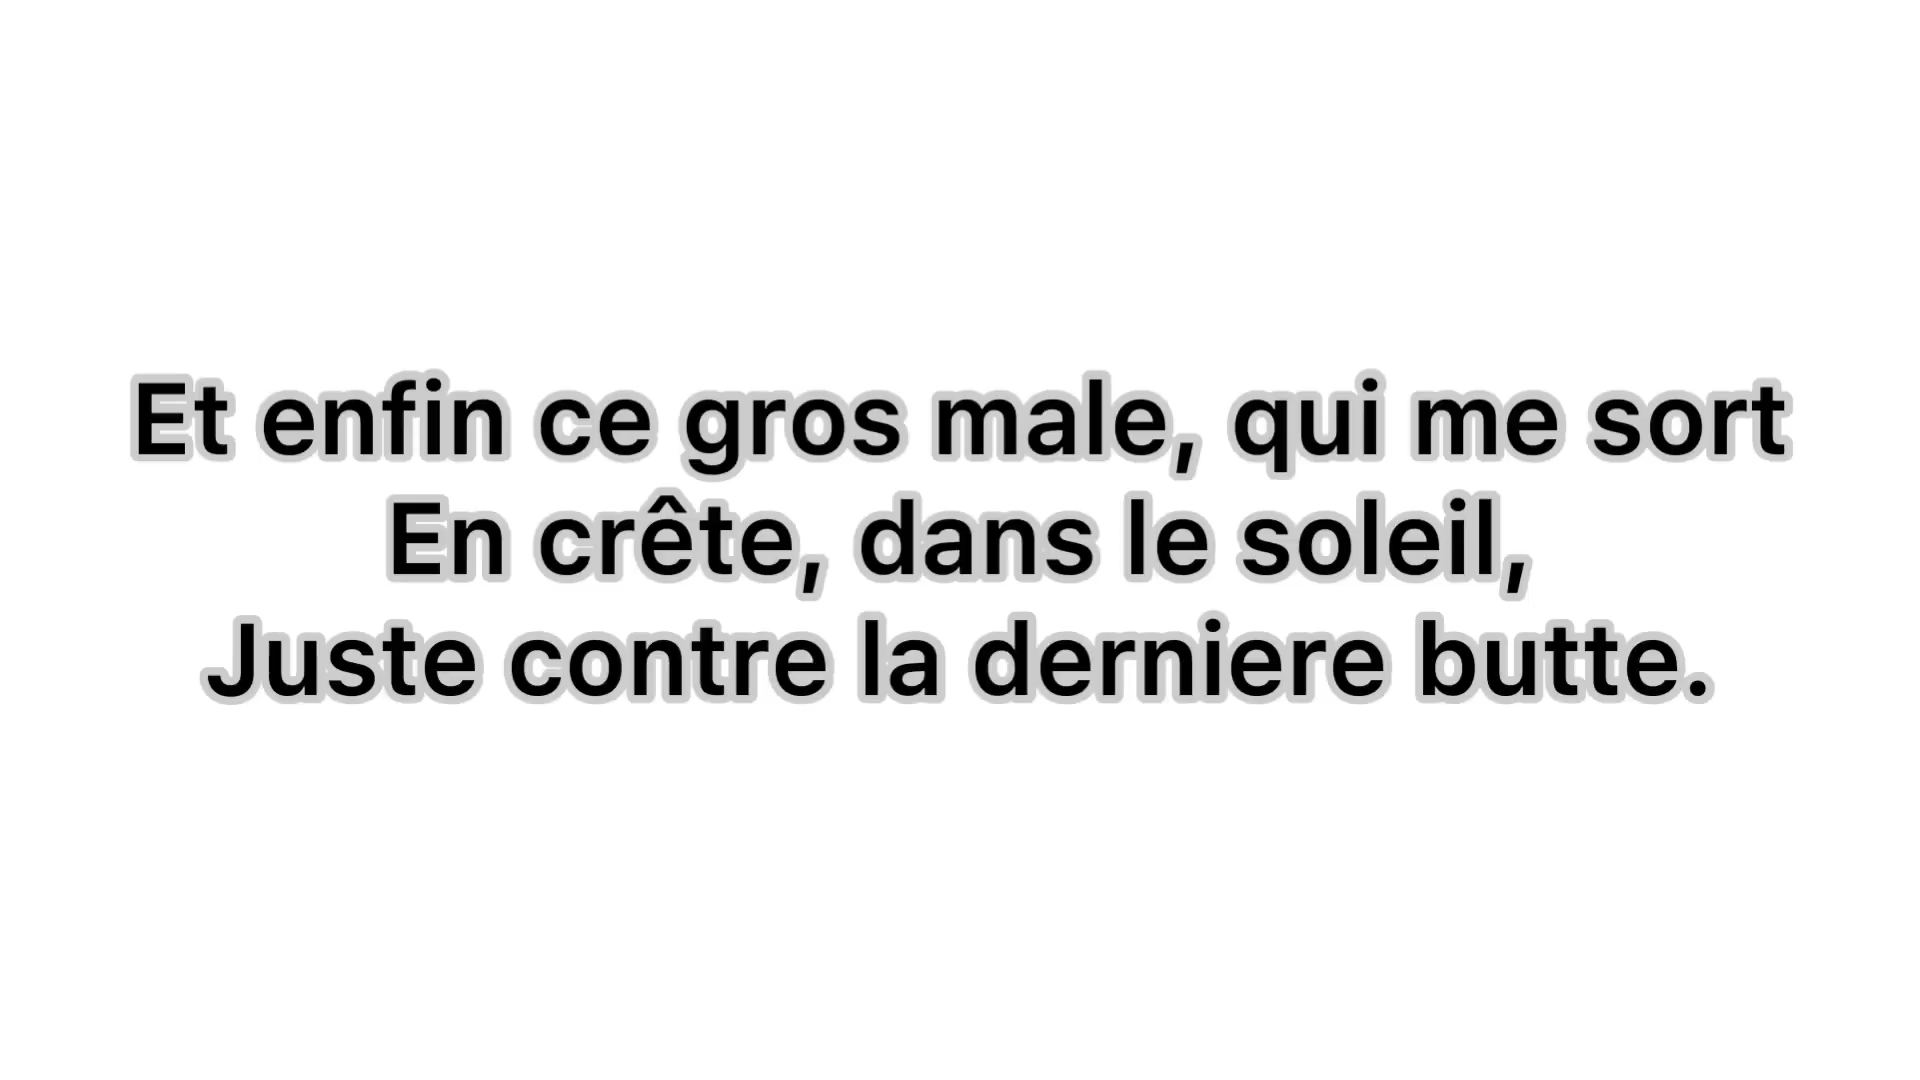 Et enfin ce gros male, qui me sort
En crête, dans le soleil,
Juste contre la derniere butte.